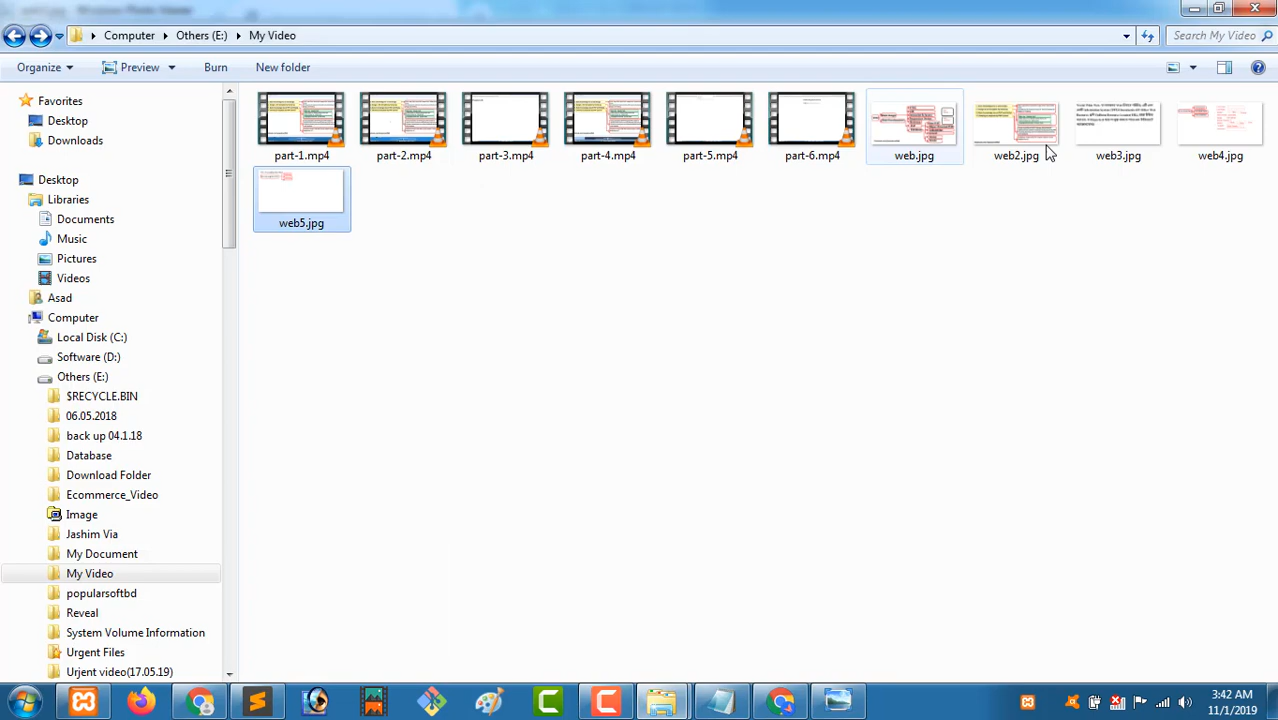 Computer Others (E:) My Video Search My Video
Organize Preview Burn New folder
Favorites
Desktop
Downloads
Desktop
Libraries
Documents
Music
Pictures
Videos
Asad
Computer
Local Disk (C:)
Software (D:)
Others (E:)
$RECYCLE.BIN
06.05.2018
back up 04.1.18
Database
Download Folder
Ecommerce_Video
Image
Jashim Via
My Document
My Video
popularsoftbd
Reveal
System Volume Information
Urgent Files
Urjent video(17.05.19)
part-1.mp4 part-2.mp4 part-3.mp4 part-4.mp4 part-5.mp4 part-6.mp4 web.jpg web2.jpg web3.jpg web4.jpg
web5.jpg
3:42 AM
11/1/2019